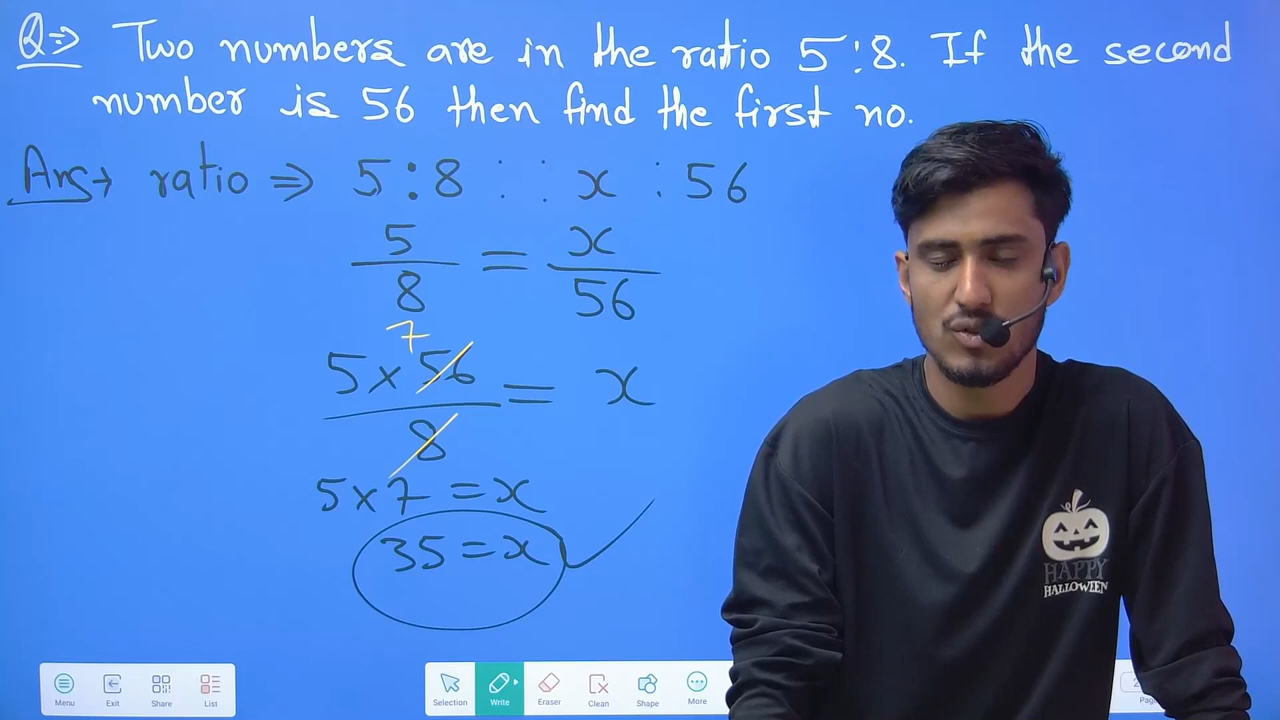 Q⇒ Two numbers are in the ratio 5:8. If the second
number is 56 then find the first no.
Ans→ ratio ⇒ 5:8 :: x : 56
5/8 = x/56
7
5×56/8 = x
5×7 = x
35 = x ✓
HAPPY
HALLOWEEN
Menu Exit Share List Selection Write Eraser Clean Shape More